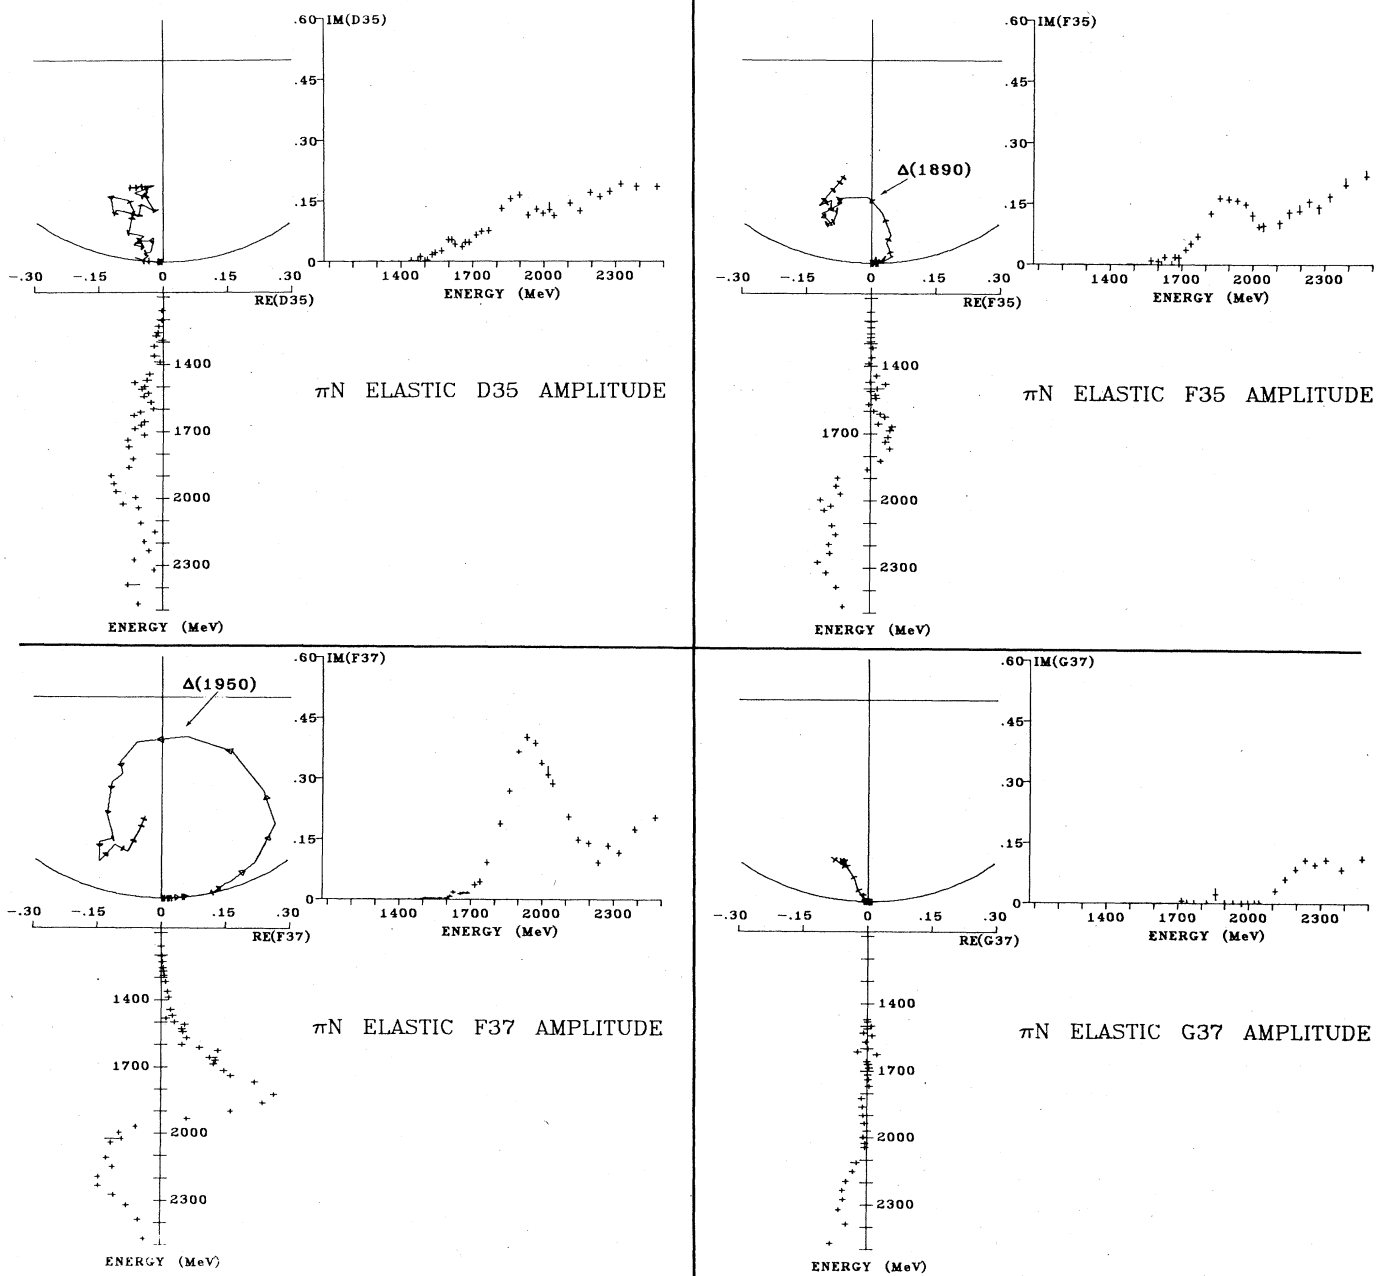 .60 IM(D35)
.45
.30
.15
0
-.30 -.15 0 .15 .30
1400 1700 2000 2300
ENERGY (MeV)
RE(D35)
1400
1700
2000
2300
ENERGY (MeV)
πN ELASTIC D35 AMPLITUDE
.60 IM(F35)
.45
.30
.15
0
Δ(1890)
-.30 -.15 0 .15 .30
1400 1700 2000 2300
ENERGY (MeV)
RE(F35)
1400
1700
2000
2300
ENERGY (MeV)
πN ELASTIC F35 AMPLITUDE
.60 IM(F37)
Δ(1950)
.45
.30
.15
0
-.30 -.15 0 .15 .30
1400 1700 2000 2300
ENERGY (MeV)
RE(F37)
1400
1700
2000
2300
ENERGY (MeV)
πN ELASTIC F37 AMPLITUDE
.60 IM(G37)
.45
.30
.15
0
-.30 -.15 0 .15 .30
1400 1700 2000 2300
ENERGY (MeV)
RE(G37)
1400
1700
2000
2300
ENERGY (MeV)
πN ELASTIC G37 AMPLITUDE